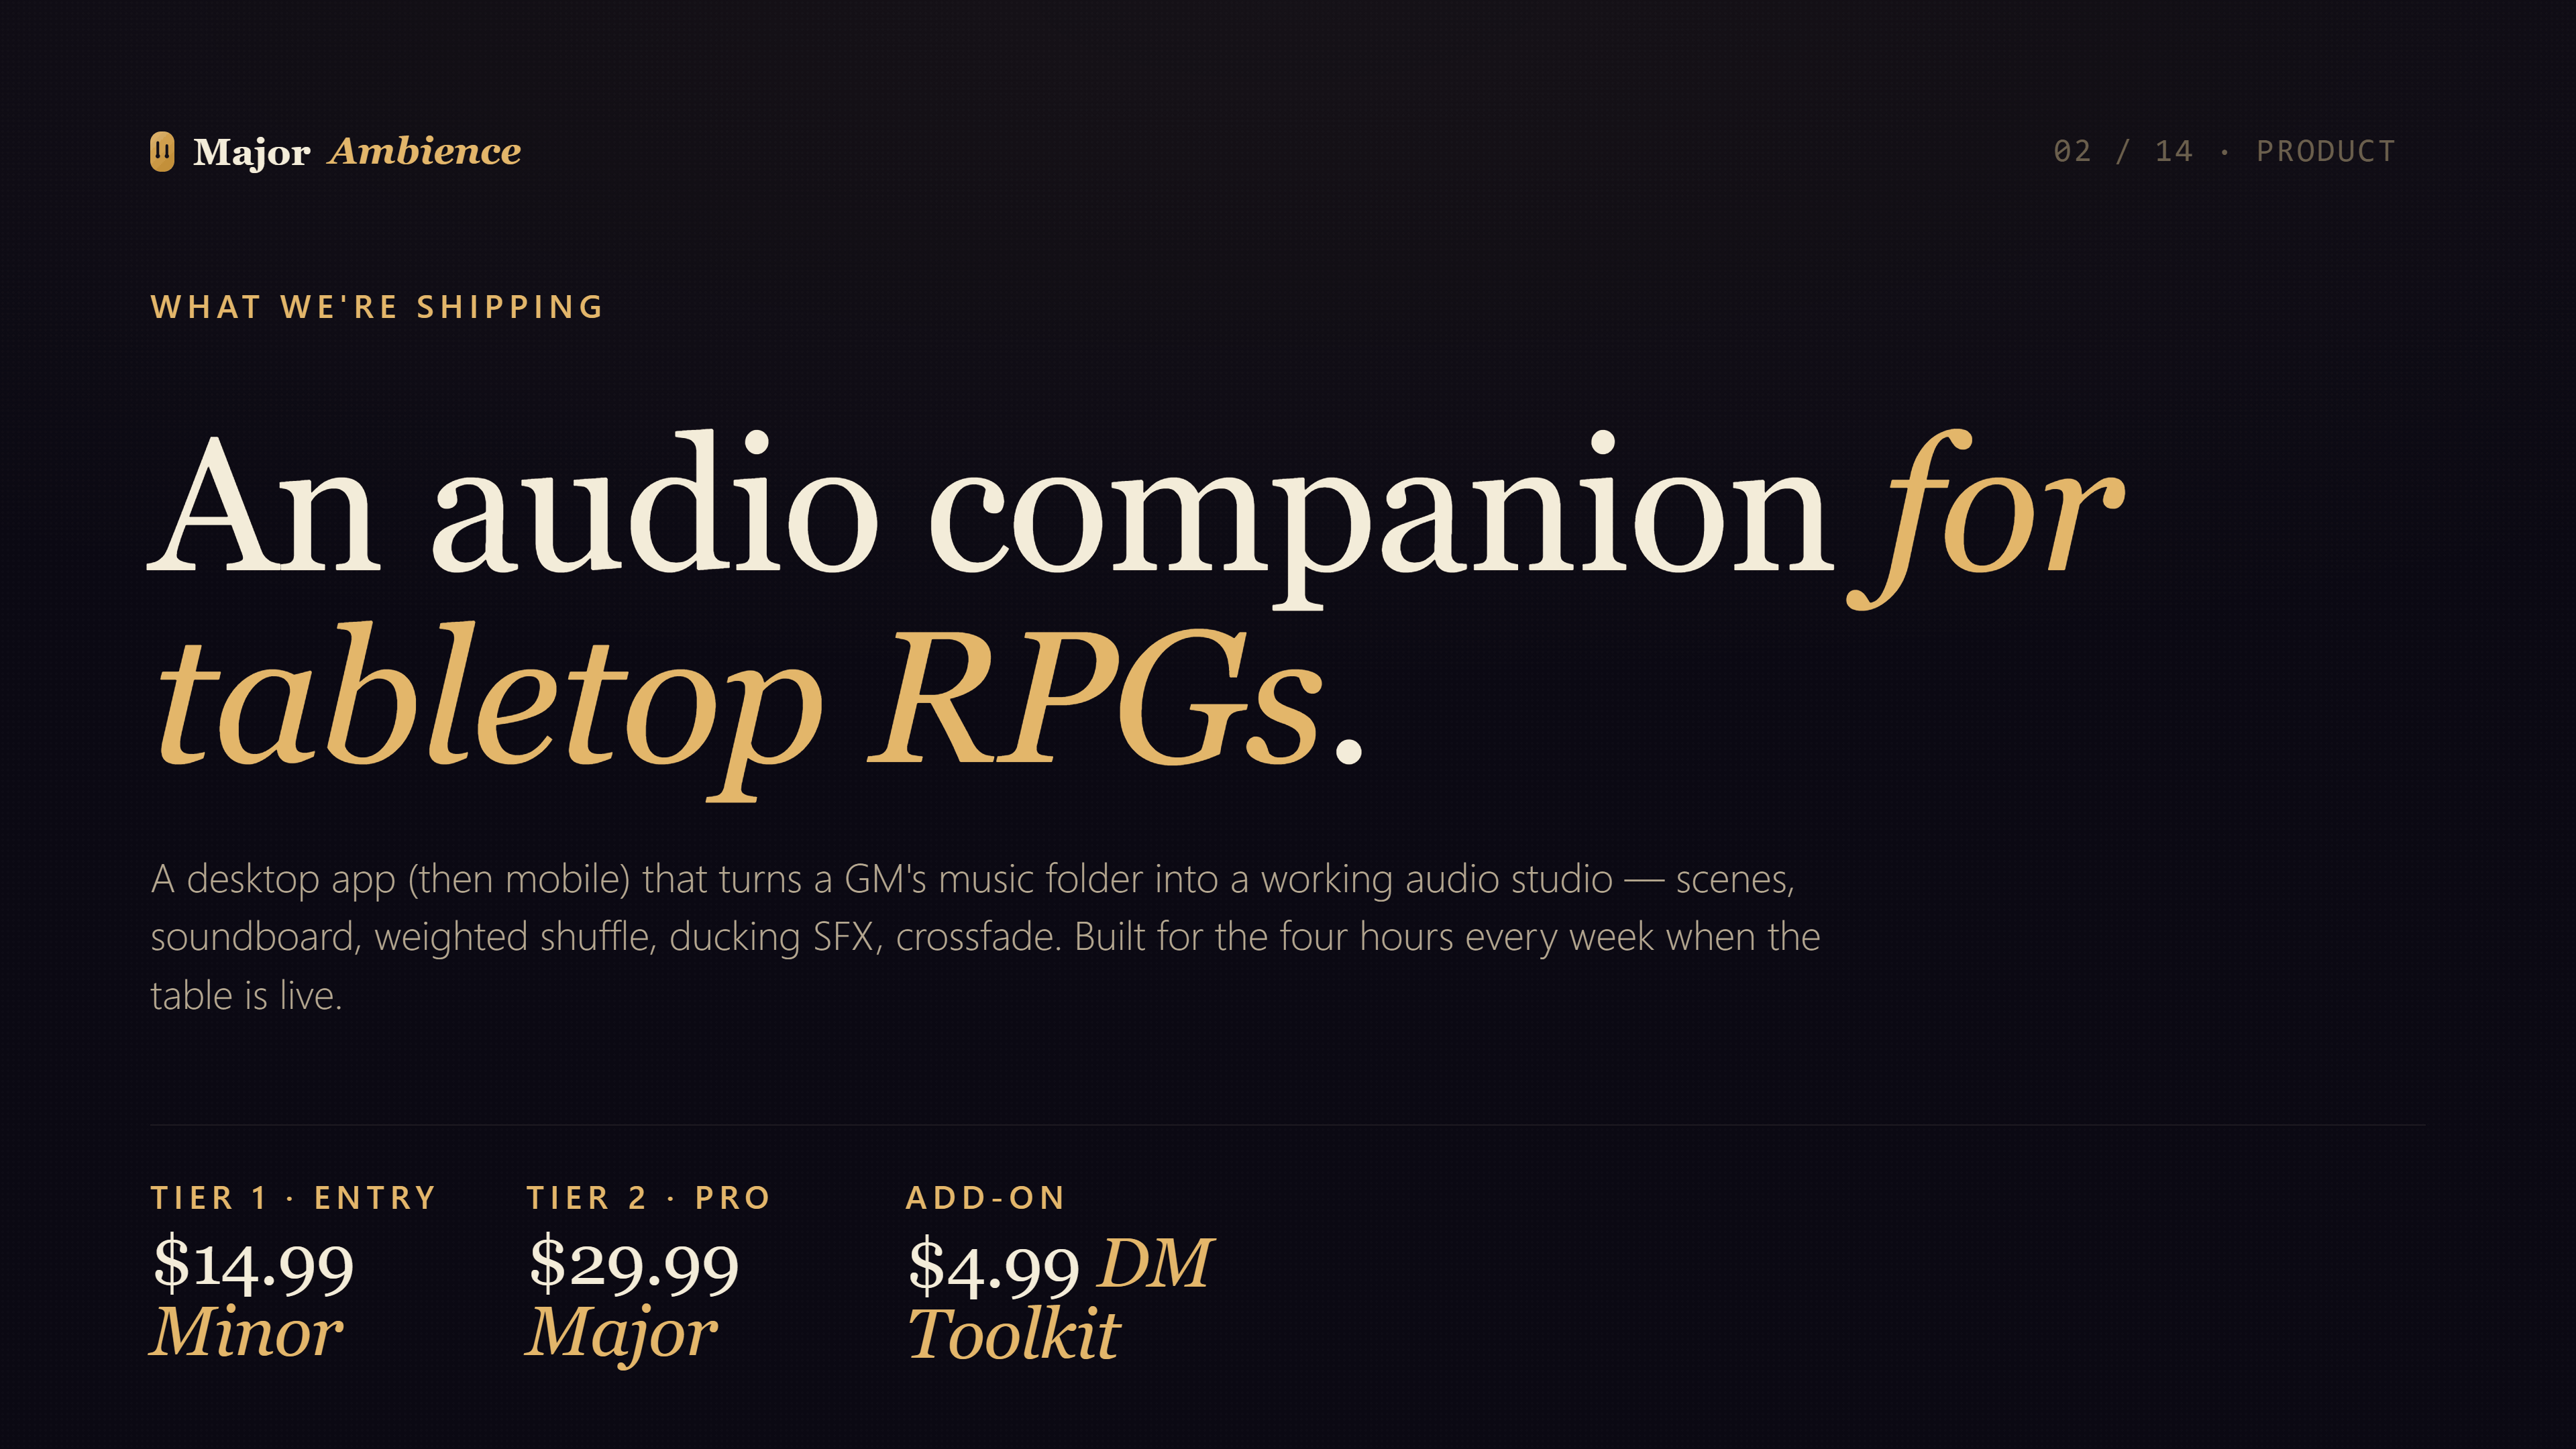 Major Ambience
02 / 14 · PRODUCT
WHAT WE'RE SHIPPING
An audio companion for
tabletop RPGs.
A desktop app (then mobile) that turns a GM's music folder into a working audio studio — scenes,
soundboard, weighted shuffle, ducking SFX, crossfade. Built for the four hours every week when the
table is live.
TIER 1 · ENTRY
$14.99
Minor
TIER 2 · PRO
$29.99
Major
ADD-ON
$4.99 DM
Toolkit